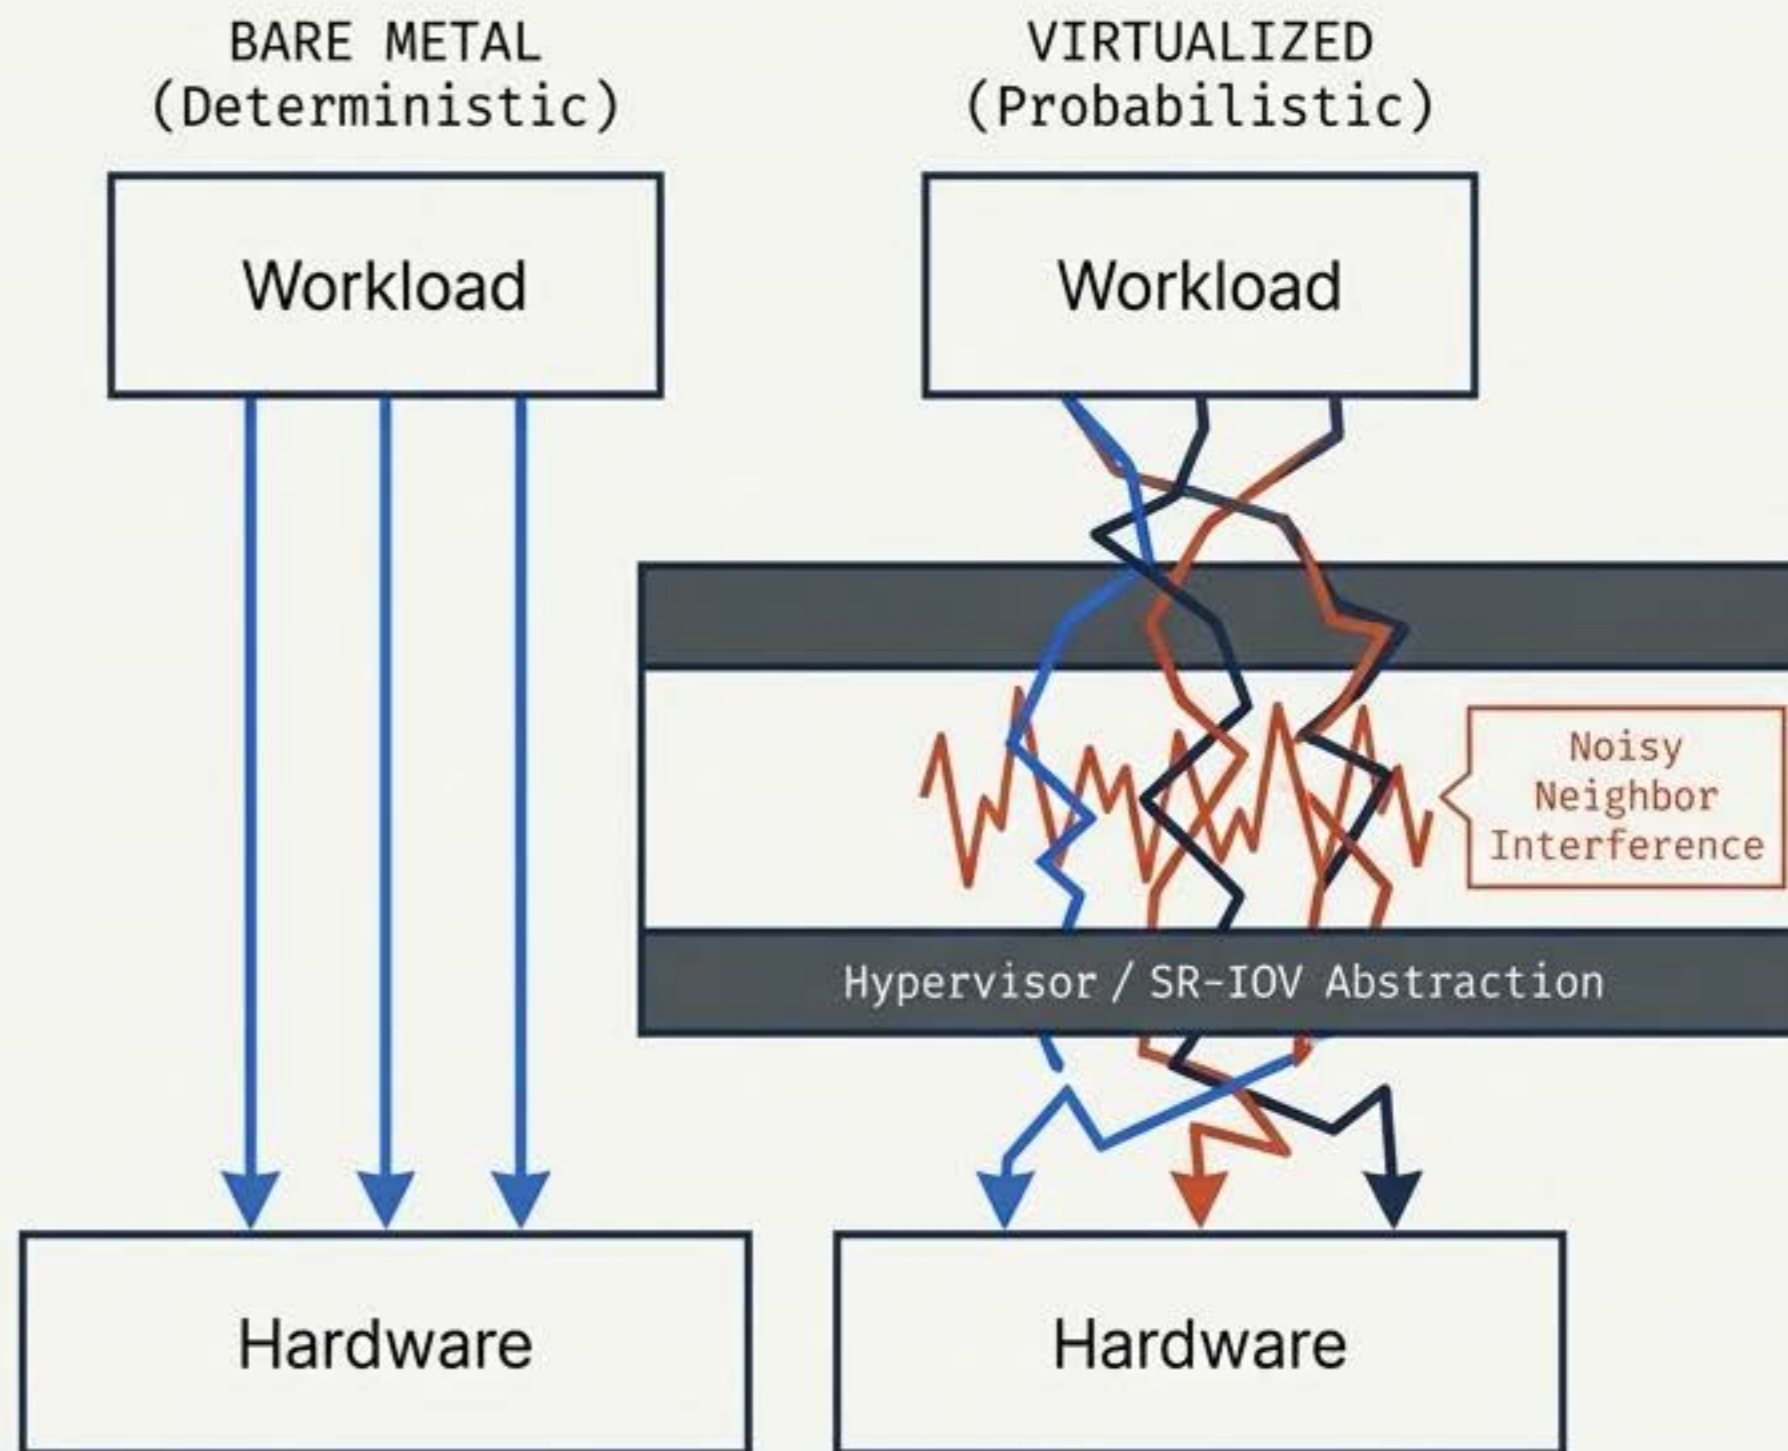 BARE METAL
(Deterministic)
VIRTUALIZED
(Probabilistic)
Workload
Workload
Noisy
Neighbor
Interference
Hypervisor / SR-IOV Abstraction
Hardware
Hardware